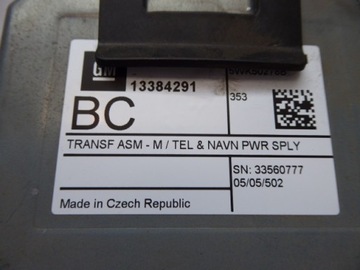 GM
13384291
353
BC
TRANSF ASM - M / TEL & NAVN PWR SPLY
SN: 33560777
05/05/502
Made in Czech Republic